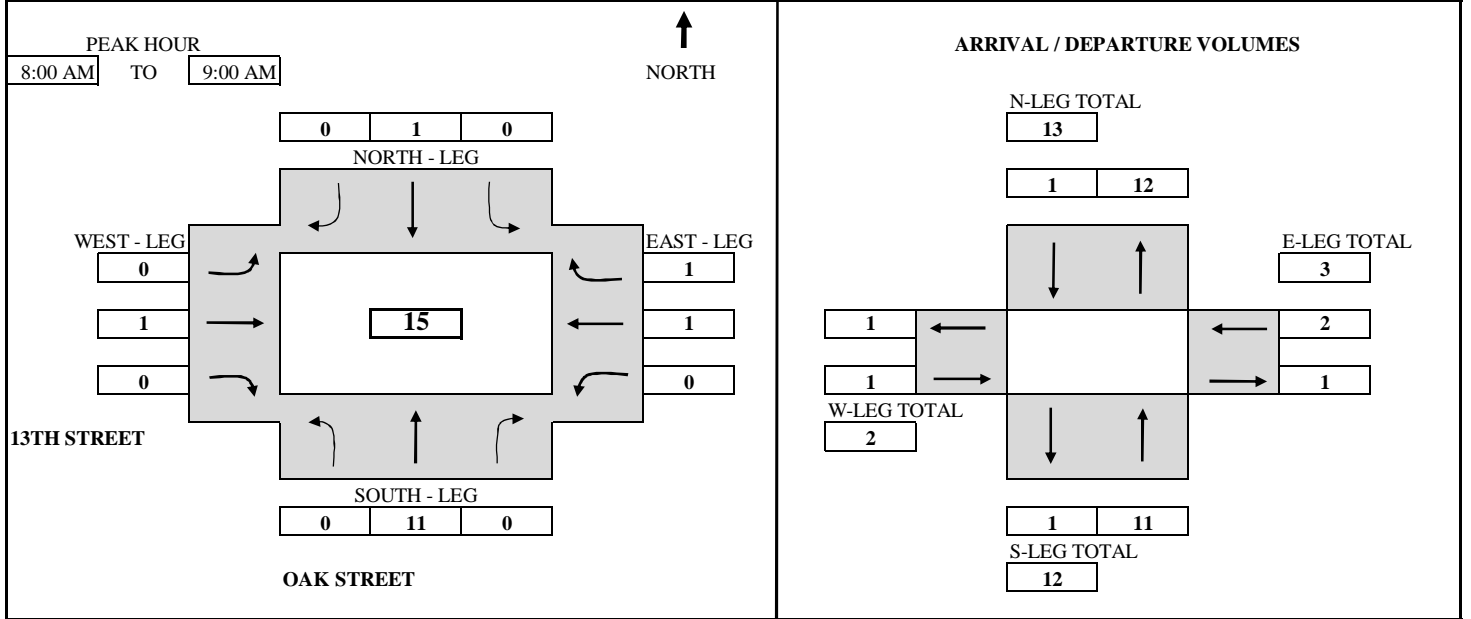 PEAK HOUR
8:00 AM TO 9:00 AM
NORTH
0 1 0
NORTH - LEG
WEST - LEG
EAST - LEG
0
1
1
15
1
0
0
13TH STREET
SOUTH - LEG
0 11 0
OAK STREET
ARRIVAL / DEPARTURE VOLUMES
N-LEG TOTAL
13
1 12
E-LEG TOTAL
3
1
2
1
1
W-LEG TOTAL
2
1 11
S-LEG TOTAL
12